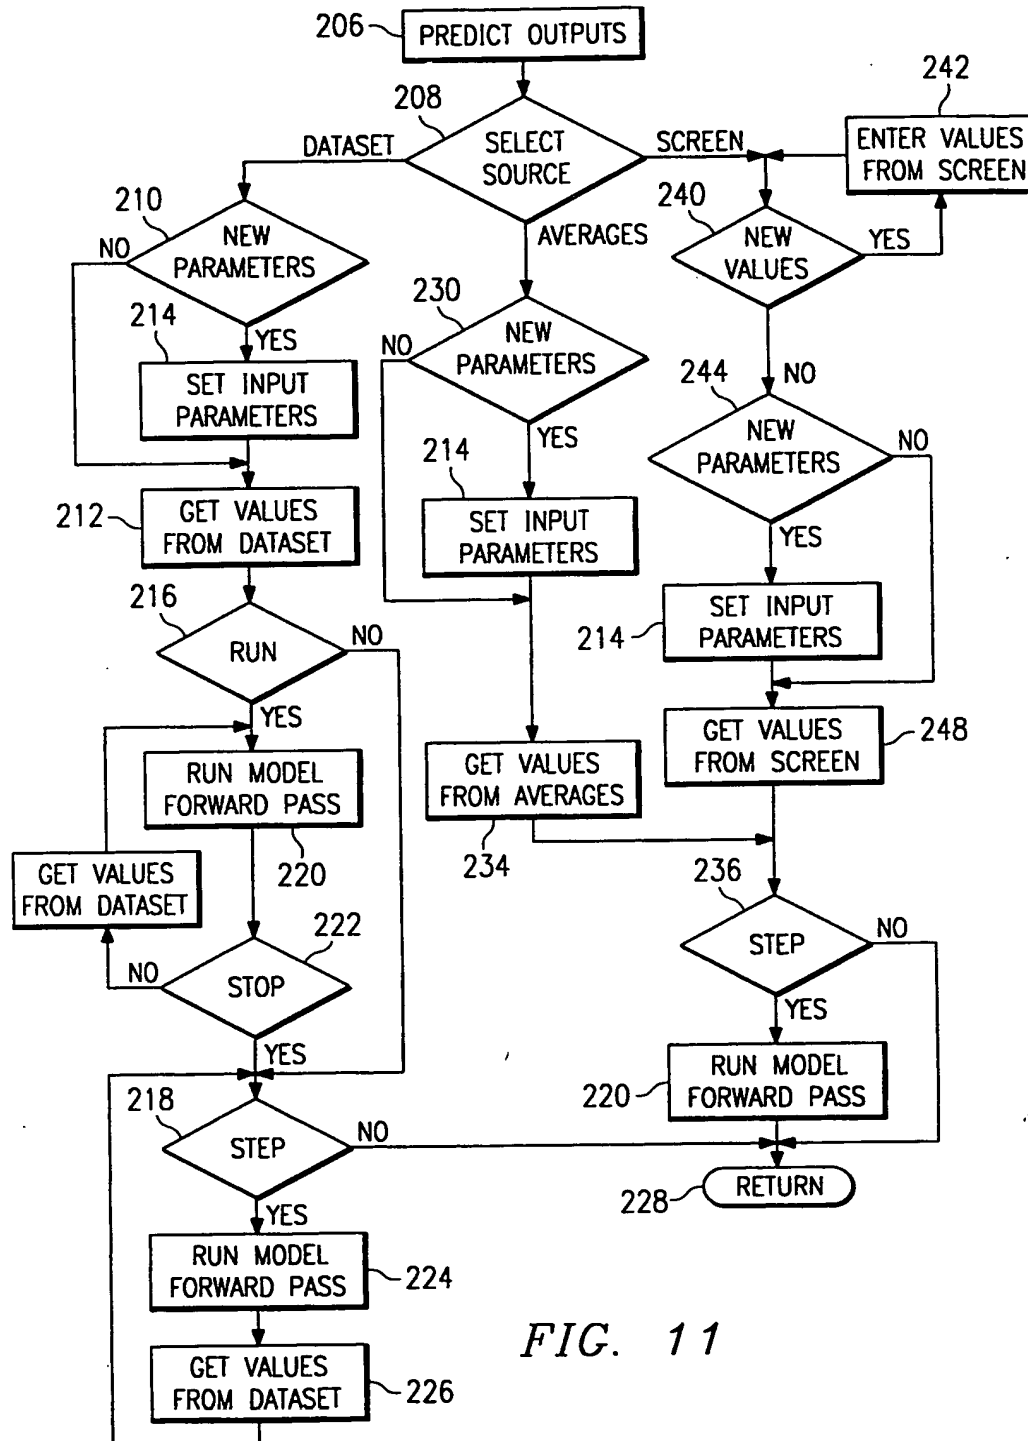 206
PREDICT OUTPUTS
208
SELECT
SOURCE
DATASET
SCREEN
AVERAGES
242
ENTER VALUES
FROM SCREEN
210
NEW
PARAMETERS
NO
YES
214
SET INPUT
PARAMETERS
212
GET VALUES
FROM DATASET
216
RUN
NO
YES
RUN MODEL
FORWARD PASS
220
GET VALUES
FROM DATASET
222
STOP
NO
YES
218
STEP
NO
YES
RUN MODEL
FORWARD PASS
224
GET VALUES
FROM DATASET
226
230
NEW
PARAMETERS
NO
YES
214
SET INPUT
PARAMETERS
GET VALUES
FROM AVERAGES
234
240
NEW
VALUES
YES
NO
244
NEW
PARAMETERS
NO
YES
214
SET INPUT
PARAMETERS
GET VALUES
FROM SCREEN
248
236
STEP
NO
YES
220
RUN MODEL
FORWARD PASS
228
RETURN
FIG. 11